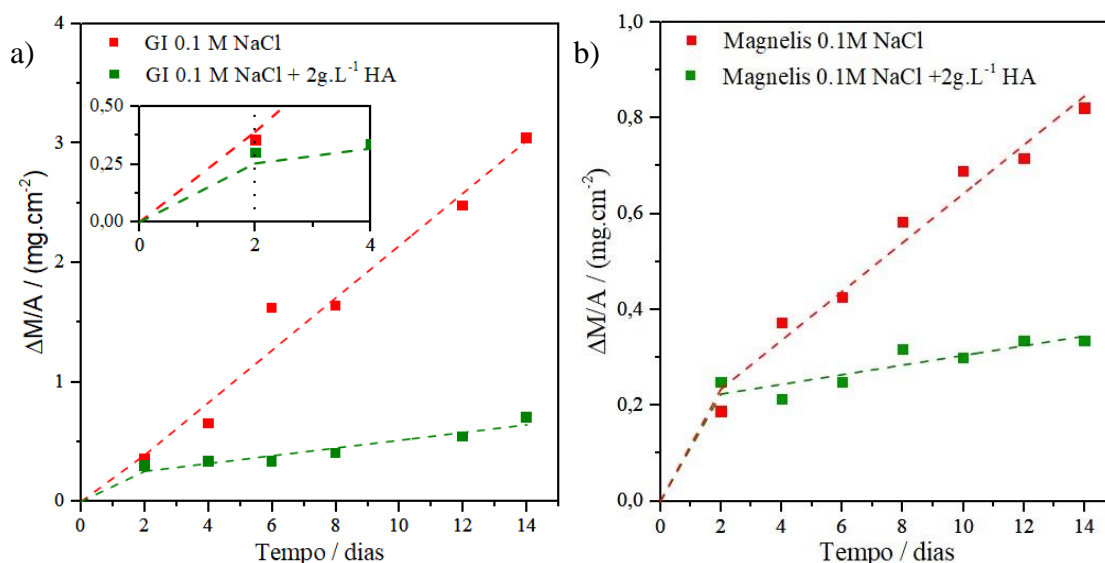 a)
GI 0.1 M NaCl
GI 0.1 M NaCl + 2g.L⁻¹ HA
4
3
2
1
0
0,50
0,25
0,00
0 2 4
ΔM/A / (mg.cm⁻²)
0 2 4 6 8 10 12 14
Tempo / dias
b)
Magnelis 0.1M NaCl
Magnelis 0.1M NaCl +2g.L⁻¹ HA
1,0
0,8
0,6
0,4
0,2
0,0
ΔM/A / (mg.cm⁻²)
0 2 4 6 8 10 12 14
Tempo / dias